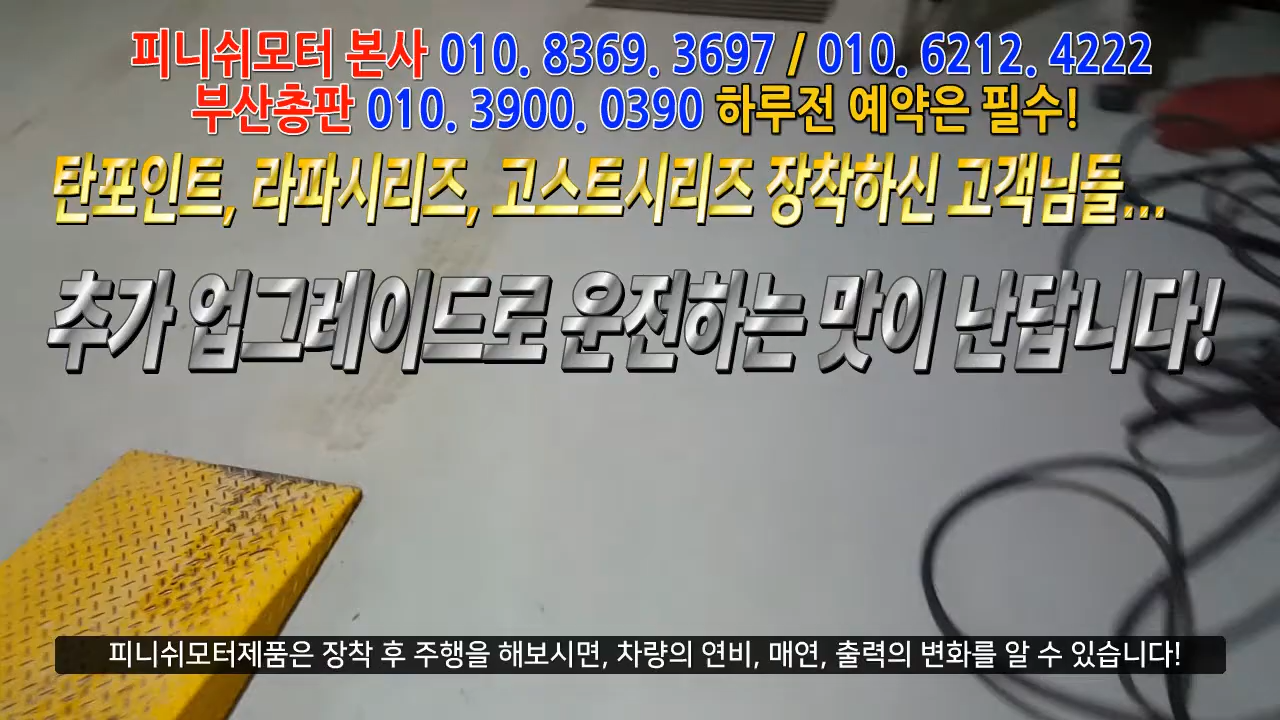 피니쉬모터 본사 010. 8369. 3697 / 010. 6212. 4222
부산총판 010. 3900. 0390 하루전 예약은 필수!
탄포인트, 라파시리즈, 고스트시리즈 장착하신 고객님들...
추가 업그레이드로 운전하는 맛이 난답니다!
피니쉬모터제품은 장착 후 주행을 해보시면, 차량의 연비, 매연, 출력의 변화를 알 수 있습니다!